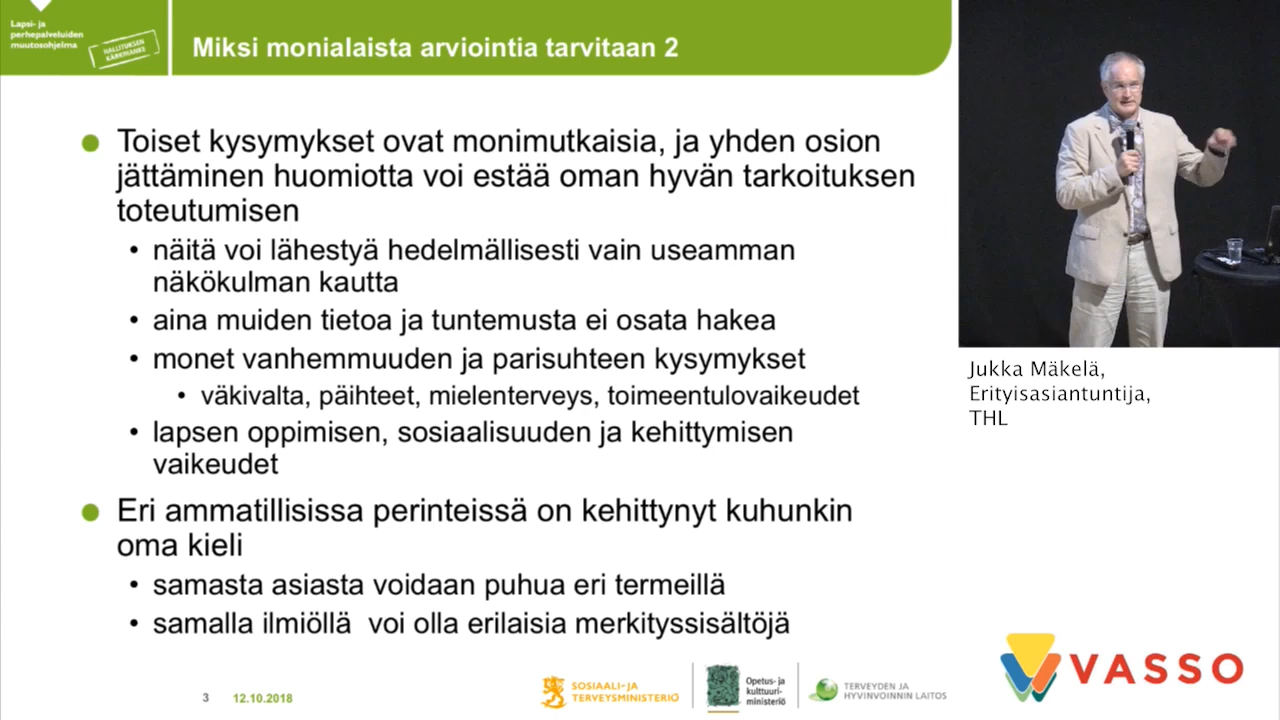 Lapsi- ja
perhepalveluiden
muutosohjelma
HALLITUKSEN
KÄRKIHANKE
Miksi monialaista arviointia tarvitaan 2
Toiset kysymykset ovat monimutkaisia, ja yhden osion
jättäminen huomiotta voi estää oman hyvän tarkoituksen
toteutumisen
• näitä voi lähestyä hedelmällisesti vain useamman
näkökulman kautta
• aina muiden tietoa ja tuntemusta ei osata hakea
• monet vanhemmuuden ja parisuhteen kysymykset
• väkivalta, päihteet, mielenterveys, toimeentulovaikeudet
• lapsen oppimisen, sosiaalisuuden ja kehittymisen
vaikeudet
Eri ammatillisissa perinteissä on kehittynyt kuhunkin
oma kieli
• samasta asiasta voidaan puhua eri termeillä
• samalla ilmiöllä  voi olla erilaisia merkityssisältöjä
Jukka Mäkelä,
Erityisasiantuntija,
THL
3 12.10.2018
SOSIAALI- JA
TERVEYSMINISTERIÖ
Opetus- ja
kulttuuri-
ministeriö
TERVEYDEN JA
HYVINVOINNIN LAITOS
VASSO